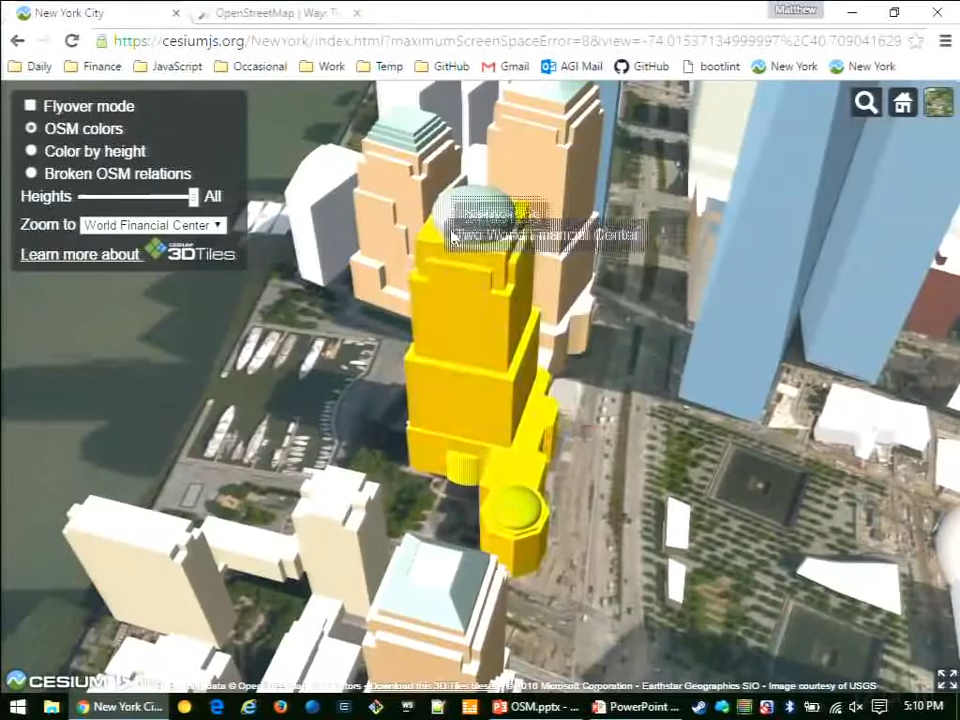 New York City
OpenStreetMap | Way: T
Matthew
https://cesiumjs.org/NewYork/index.html?maximumScreenSpaceError=8&view=-74.01537134999997%2C40.709041629
Daily
Finance
JavaScript
Occasional
Work
Temp
GitHub
Gmail
AGI Mail
GitHub
bootlint
New York
New York
Flyover mode
OSM colors
Color by height
Broken OSM relations
Heights
All
Zoom to
World Financial Center
Learn more about
CESIUM
3DTiles
Two World Financial Center
CESIUM
Download this 3D Tiles tileset
© 2016 Microsoft Corporation - Earthstar Geographics SIO - Image courtesy of USGS
New York Ci...
OSM.pptx - ...
PowerPoint ...
5:10 PM